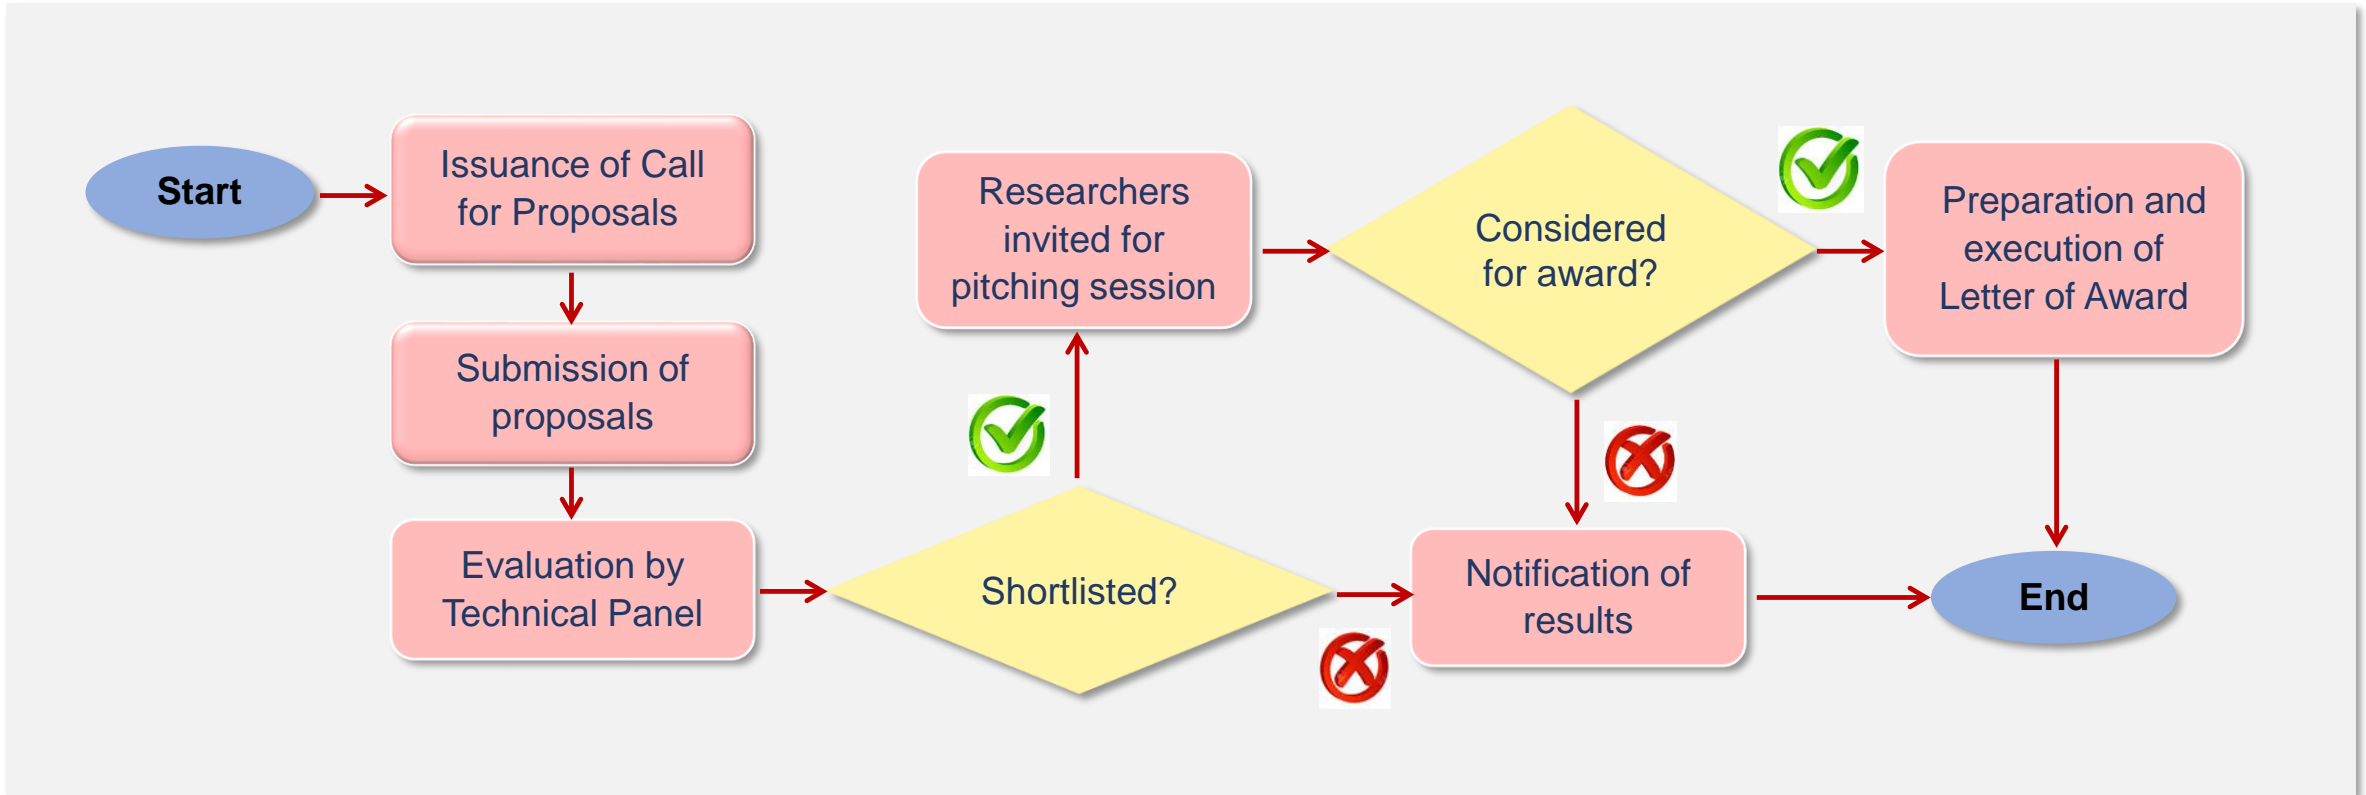 Start
Issuance of Call
for Proposals
Submission of
proposals
Evaluation by
Technical Panel
Shortlisted?
Researchers
invited for
pitching session
Considered
for award?
Preparation and
execution of
Letter of Award
Notification of
results
End